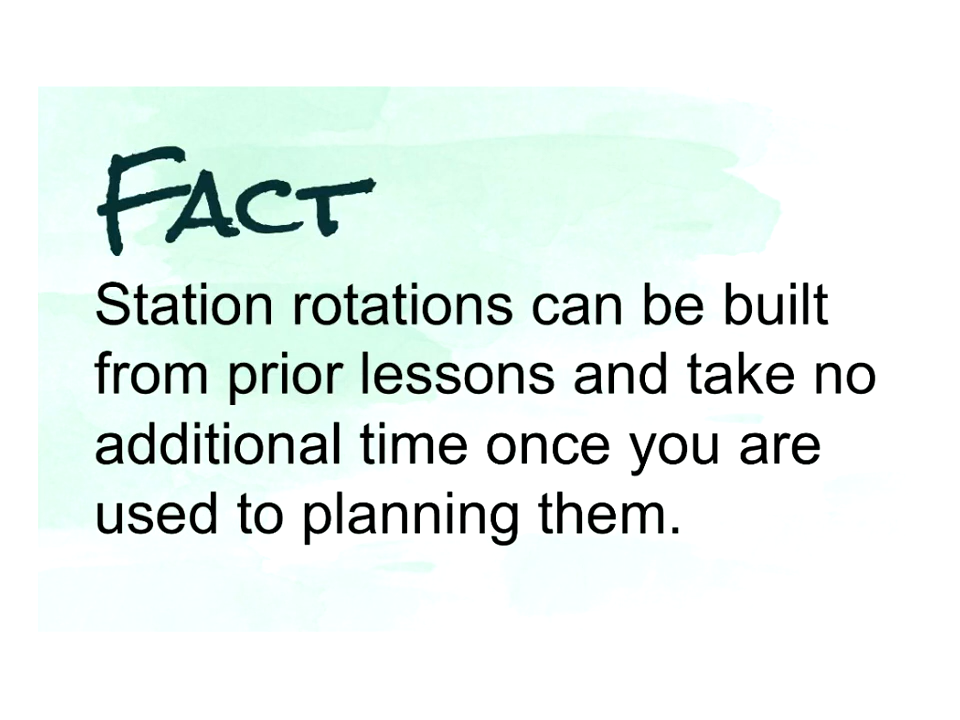 Fact
Station rotations can be built
from prior lessons and take no
additional time once you are
used to planning them.